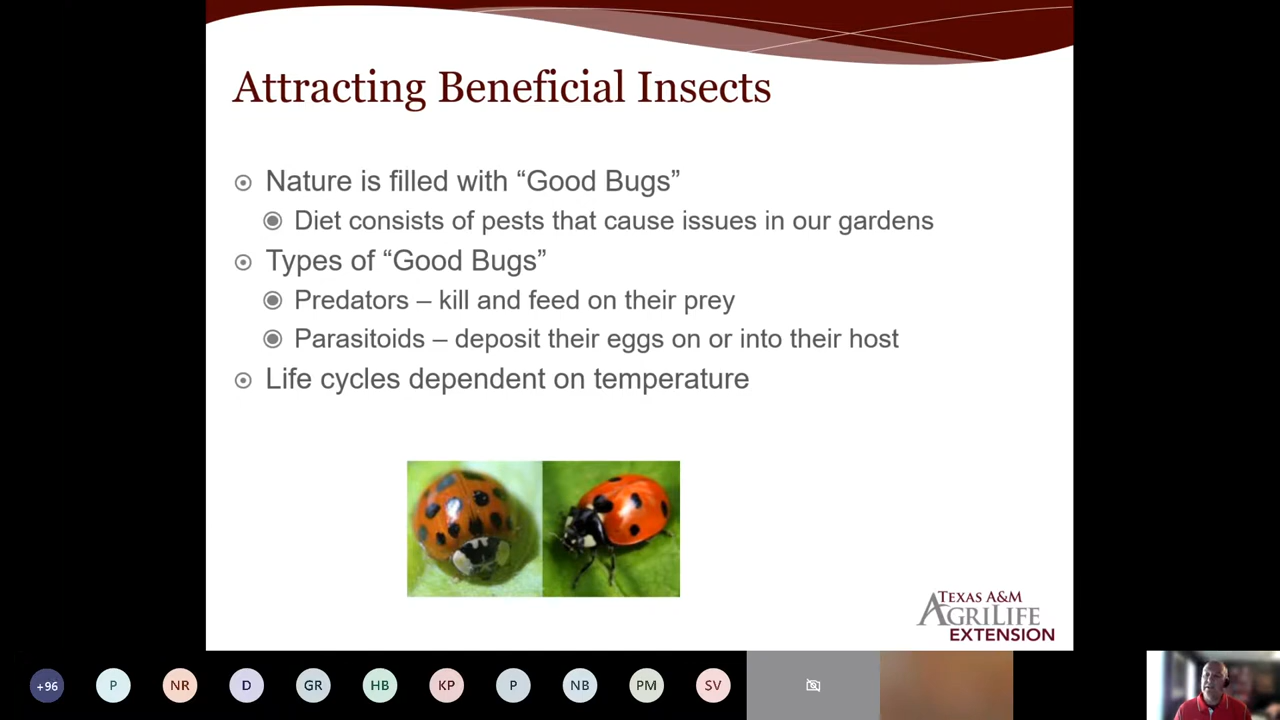 Attracting Beneficial Insects
Nature is filled with “Good Bugs”
Diet consists of pests that cause issues in our gardens
Types of “Good Bugs”
Predators – kill and feed on their prey
Parasitoids – deposit their eggs on or into their host
Life cycles dependent on temperature
TEXAS A&M
AGRILIFE
EXTENSION
+96 P NR D GR HB KP P NB PM SV